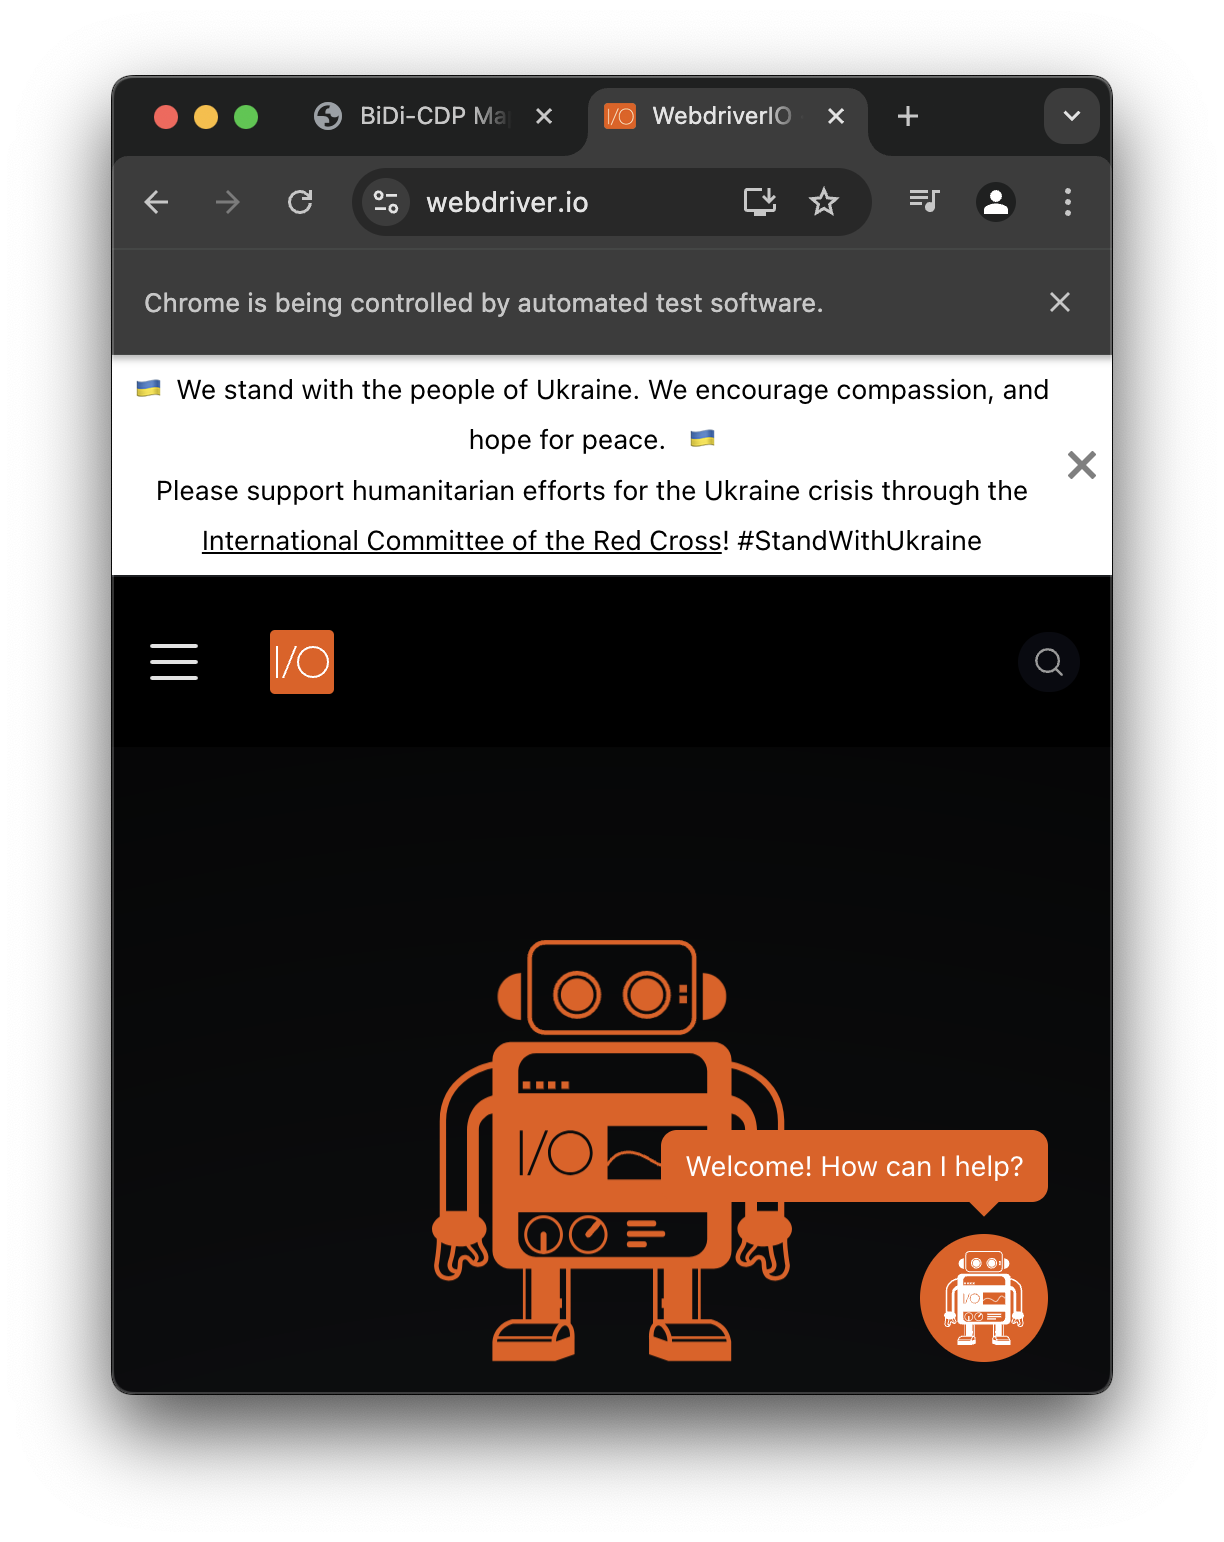 BiDi-CDP Ma
WebdriverIO
webdriver.io
Chrome is being controlled by automated test software.
🇺🇦 We stand with the people of Ukraine. We encourage compassion, and
hope for peace. 🇺🇦
Please support humanitarian efforts for the Ukraine crisis through the
International Committee of the Red Cross! #StandWithUkraine
I/O
I/O
Welcome! How can I help?
I/O